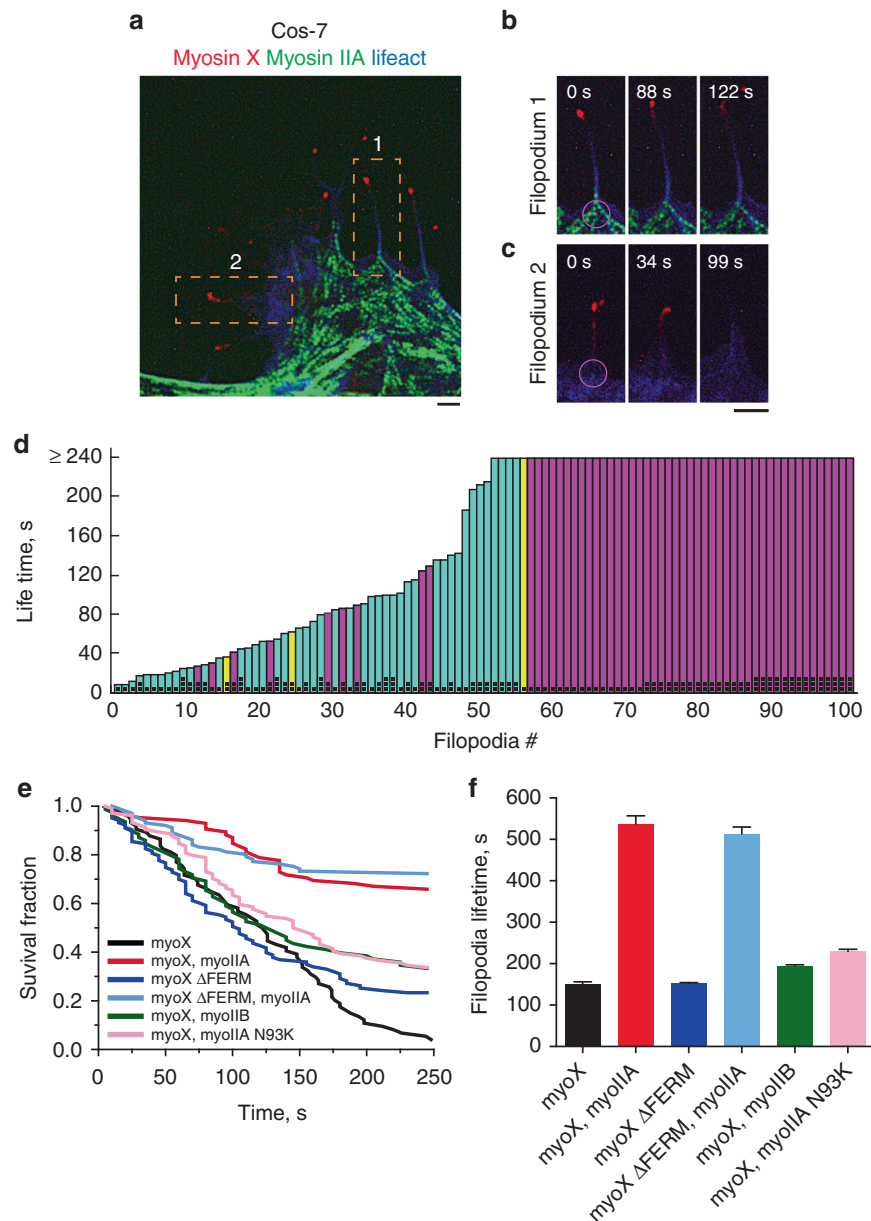 a
Cos-7
Myosin X Myosin IIA lifeact
1
2
b
Filopodium 1
0 s
88 s
122 s
c
Filopodium 2
0 s
34 s
99 s
d
Life time, s
≥ 240
200
160
120
80
40
0
0 10 20 30 40 50 60 70 80 90 100
Filopodia #
e
Suvival fraction
1.0
0.8
0.6
0.4
0.2
0.0
myoX
myoX, myoIIA
myoX ΔFERM
myoX ΔFERM, myoIIA
myoX, myoIIB
myoX, myoIIA N93K
0 50 100 150 200 250
Time, s
f
Filopodia lifetime, s
600
500
400
300
200
100
0
myoX
myoX, myoIIA
myoX ΔFERM
myoX ΔFERM, myoIIA
myoX, myoIIB
myoX, myoIIA N93K